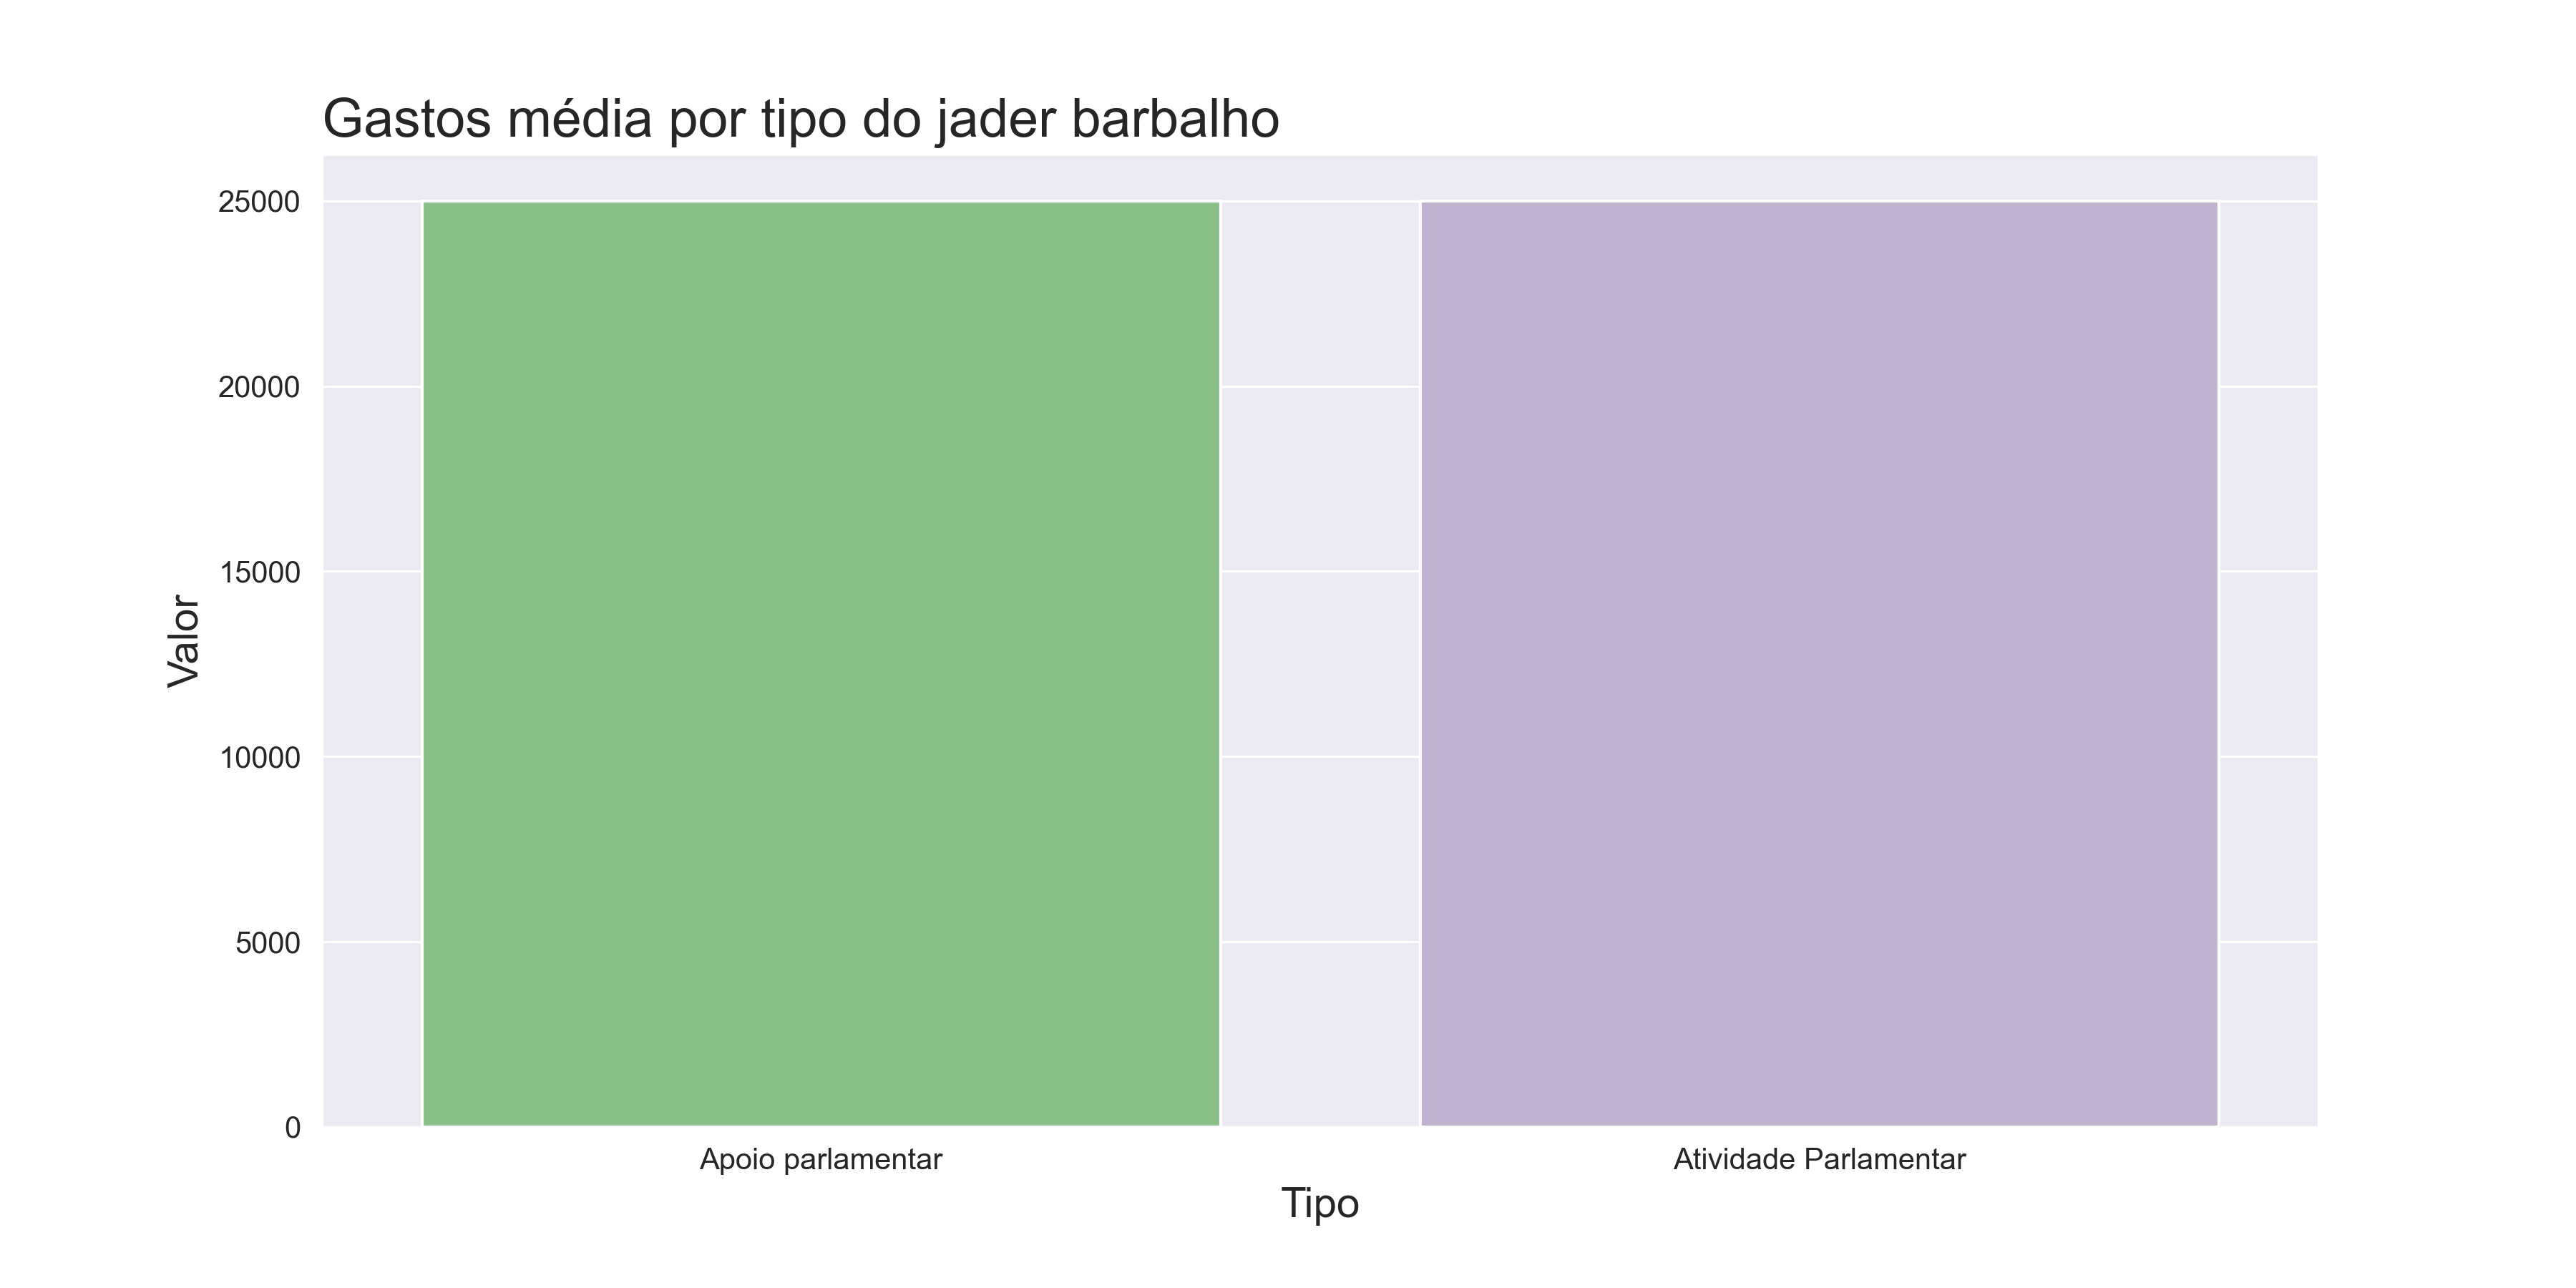 Gastos média por tipo do jader barbalho
25000
20000
15000
10000
5000
0
Valor
Apoio parlamentar
Atividade Parlamentar
Tipo